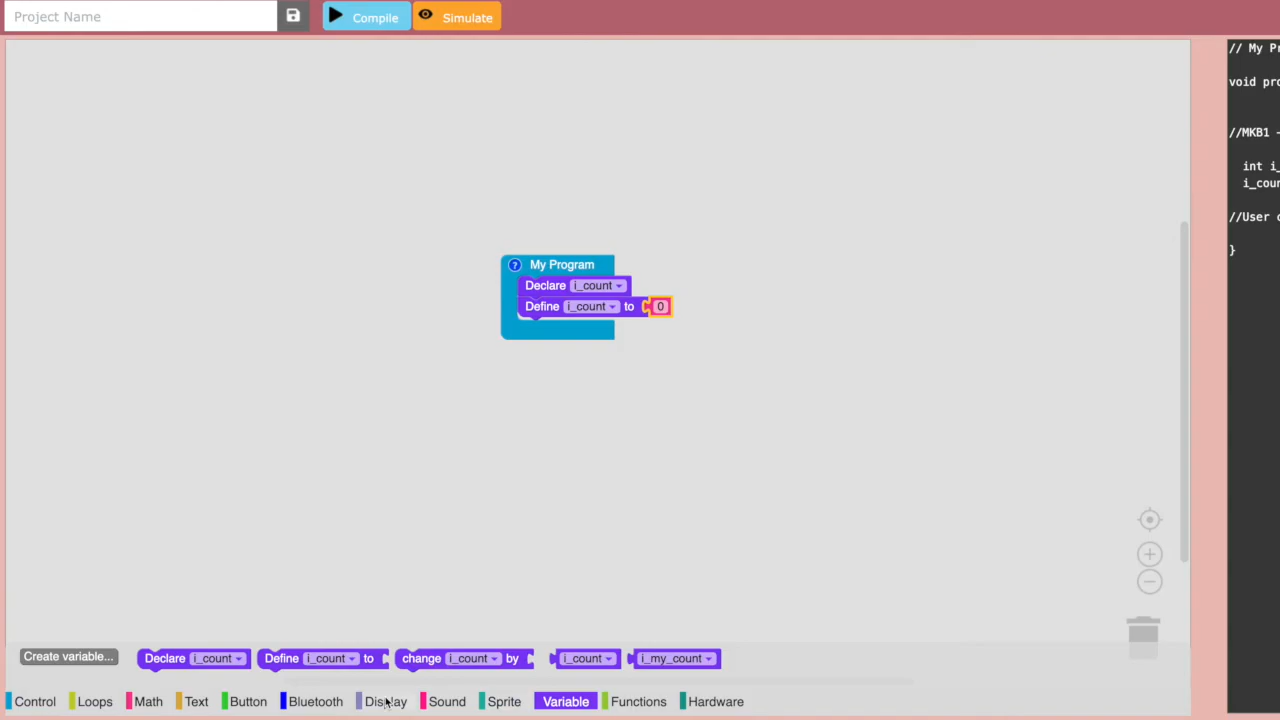 Project Name
Compile
Simulate
// My Pr
void pro
//MKB1 -
int i_
i_coun
//User c
}
? My Program
Declare i_count
Define i_count to 0
Create variable...
Declare i_count
Define i_count to
change i_count by
i_count
i_my_count
Control
Loops
Math
Text
Button
Bluetooth
Display
Sound
Sprite
Variable
Functions
Hardware